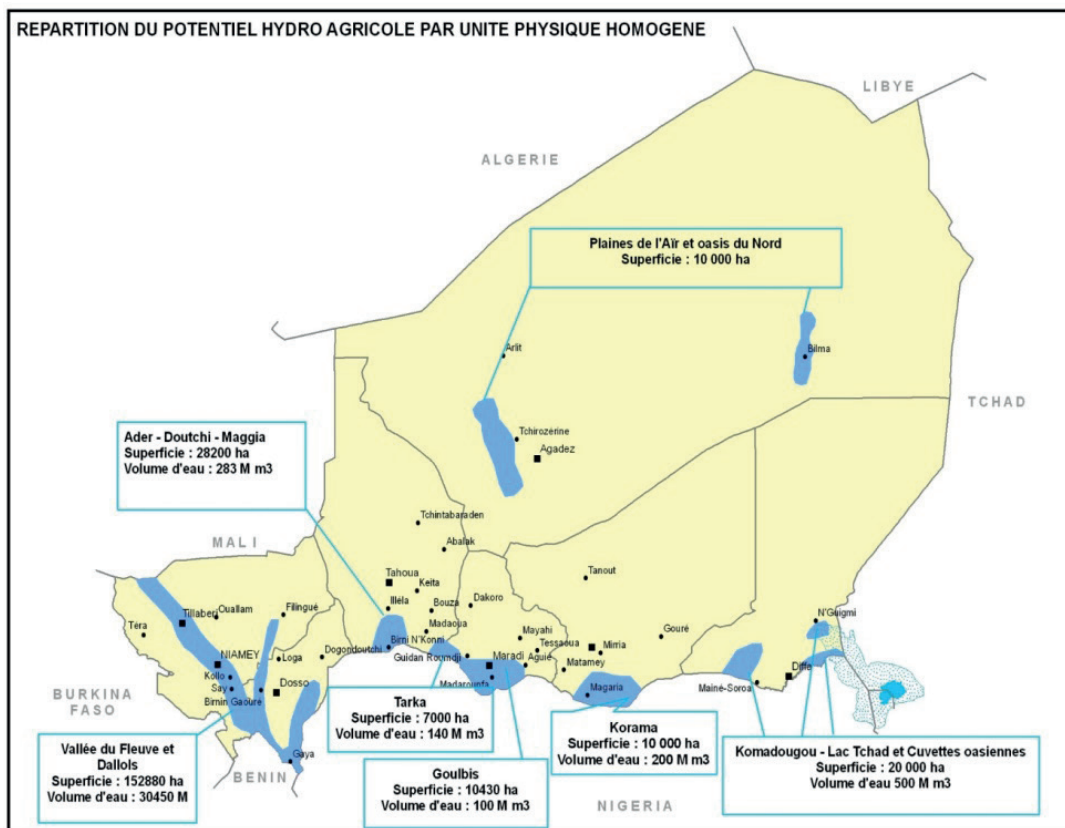 REPARTITION DU POTENTIEL HYDRO AGRICOLE PAR UNITE PHYSIQUE HOMOGENE
LIBYE
ALGERIE
Plaines de l'Aïr et oasis du Nord
Superficie : 10 000 ha
Arlit
Bilma
TCHAD
Tchirozérine
Agadez
Ader - Doutchi - Maggia
Superficie : 28200 ha
Volume d'eau : 283 M m3
Tchintabaraden
MALI
Abalak
Tahoua
Keita
Tanout
Illéla
Bouza
Dakoro
Tillaberi
Ouallam
Filingué
N'Guigmi
Téra
Madaoua
Mayahi
Gouré
Birni N'Konni
Tessaoua
Mirria
NIAMEY
Loga
Dogondoutchi
Guidan Roumdji
Maradi
Aguié
Matamey
Kollo
Diffa
Say
Dosso
Madarounfa
Magaria
Mainé-Soroa
Birnin Gaouré
BURKINA
FASO
Tarka
Superficie : 7000 ha
Volume d'eau : 140 M m3
Korama
Superficie : 10 000 ha
Volume d'eau : 200 M m3
Komadougou - Lac Tchad et Cuvettes oasiennes
Superficie : 20 000 ha
Volume d'eau 500 M m3
Vallée du Fleuve et
Dallols
Superficie : 152880 ha
Volume d'eau : 30450 M
Gaya
BENIN
Goulbis
Superficie : 10430 ha
Volume d'eau : 100 M m3
NIGERIA